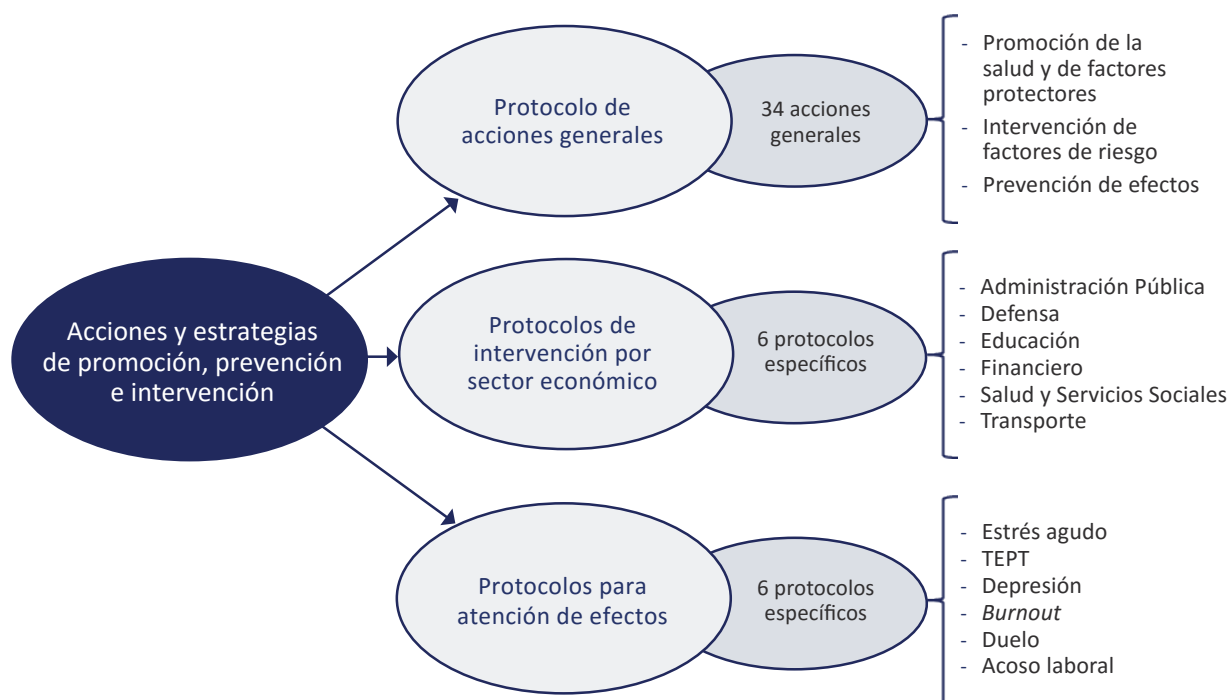 Acciones y estrategias
de promoción, prevención
e intervención
Protocolo de
acciones generales
34 acciones
generales
- Promoción de la
salud y de factores
protectores
- Intervención de
factores de riesgo
- Prevención de efectos
Protocolos de
intervención por
sector económico
6 protocolos
específicos
- Administración Pública
- Defensa
- Educación
- Financiero
- Salud y Servicios Sociales
- Transporte
Protocolos para
atención de efectos
6 protocolos
específicos
- Estrés agudo
- TEPT
- Depresión
- Burnout
- Duelo
- Acoso laboral